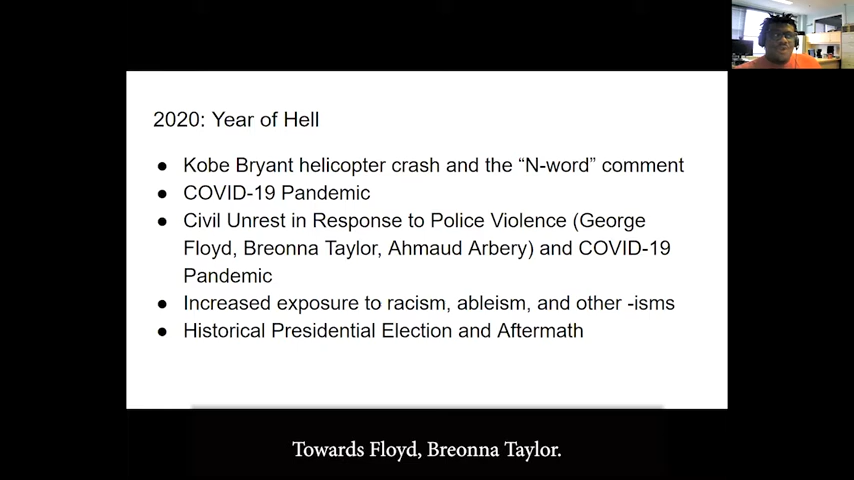 2020: Year of Hell
● Kobe Bryant helicopter crash and the “N-word” comment
● COVID-19 Pandemic
● Civil Unrest in Response to Police Violence (George
Floyd, Breonna Taylor, Ahmaud Arbery) and COVID-19
Pandemic
● Increased exposure to racism, ableism, and other -isms
● Historical Presidential Election and Aftermath
Towards Floyd, Breonna Taylor.